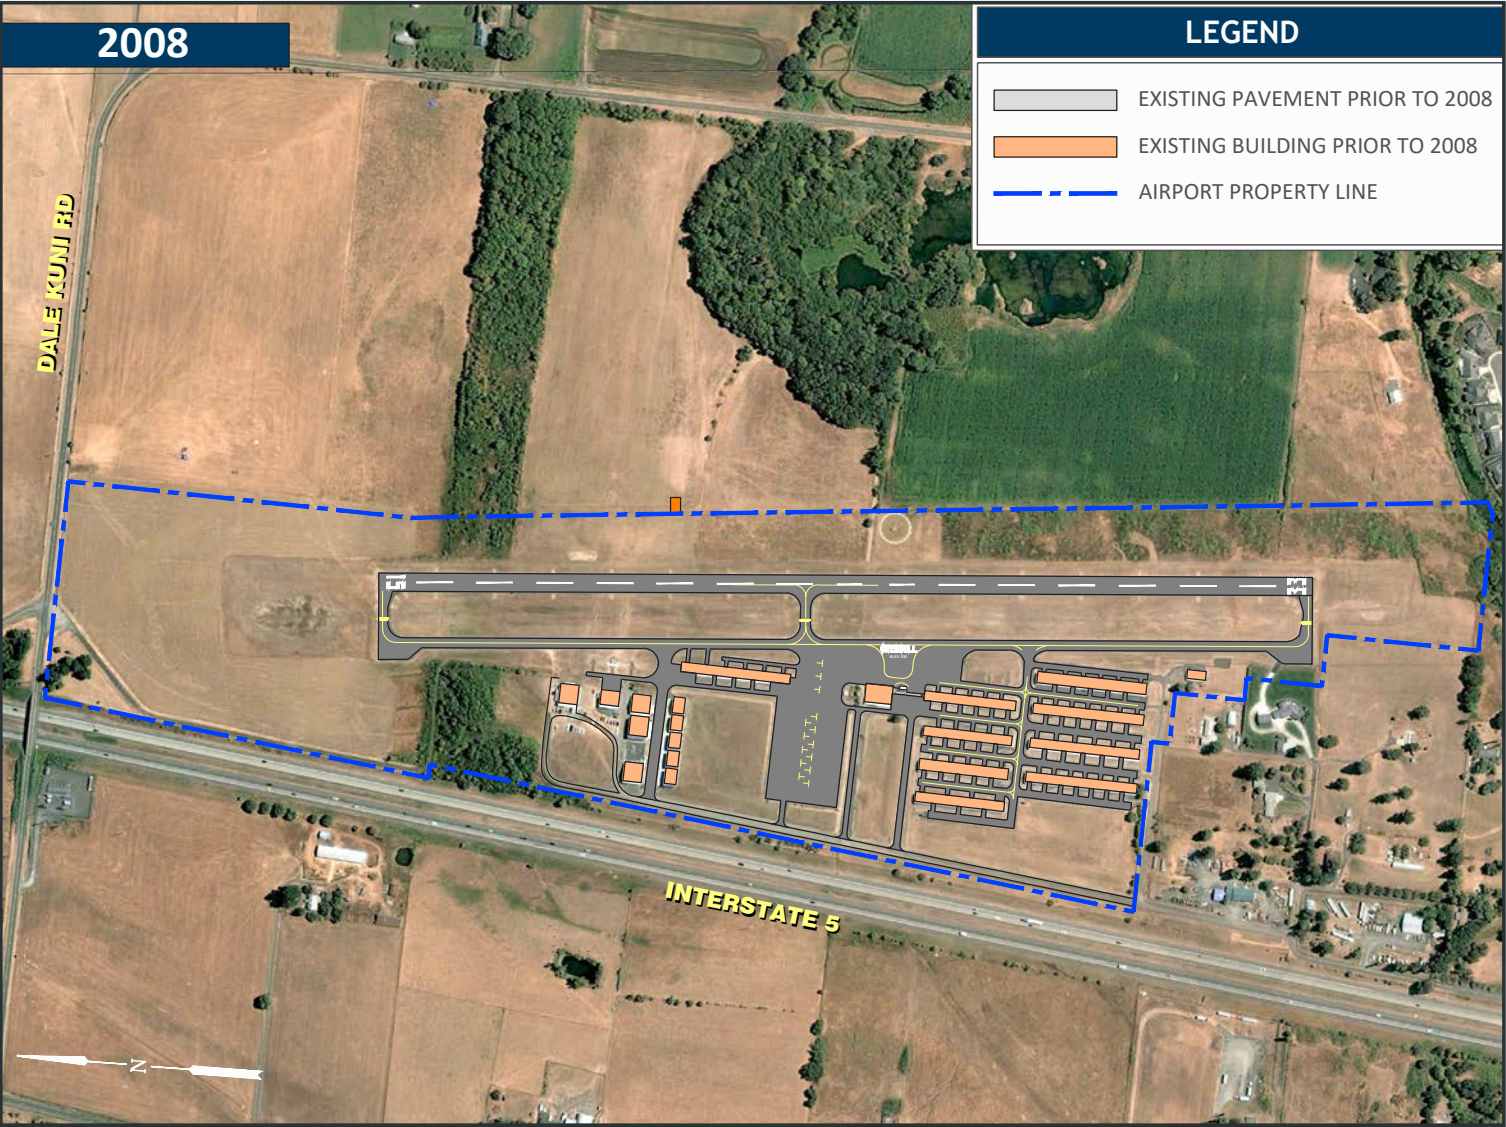 2008
LEGEND
EXISTING PAVEMENT PRIOR TO 2008
EXISTING BUILDING PRIOR TO 2008
AIRPORT PROPERTY LINE
DALE KUNI RD
INTERSTATE 5
N